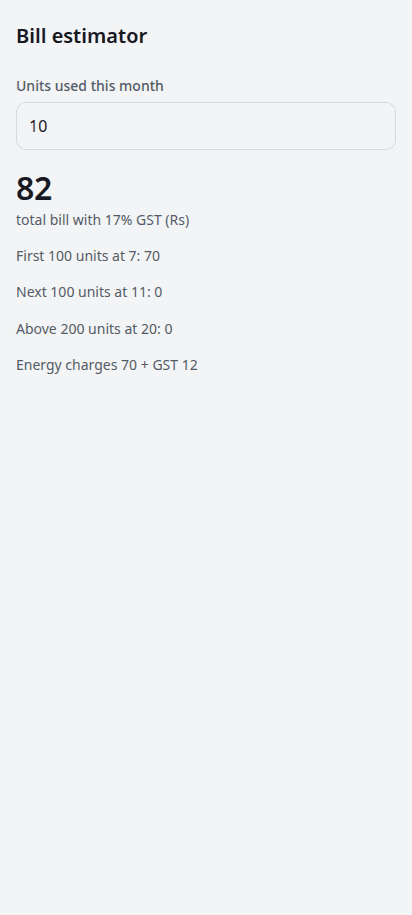 Bill estimator
Units used this month
10
82
total bill with 17% GST (Rs)
First 100 units at 7: 70
Next 100 units at 11: 0
Above 200 units at 20: 0
Energy charges 70 + GST 12